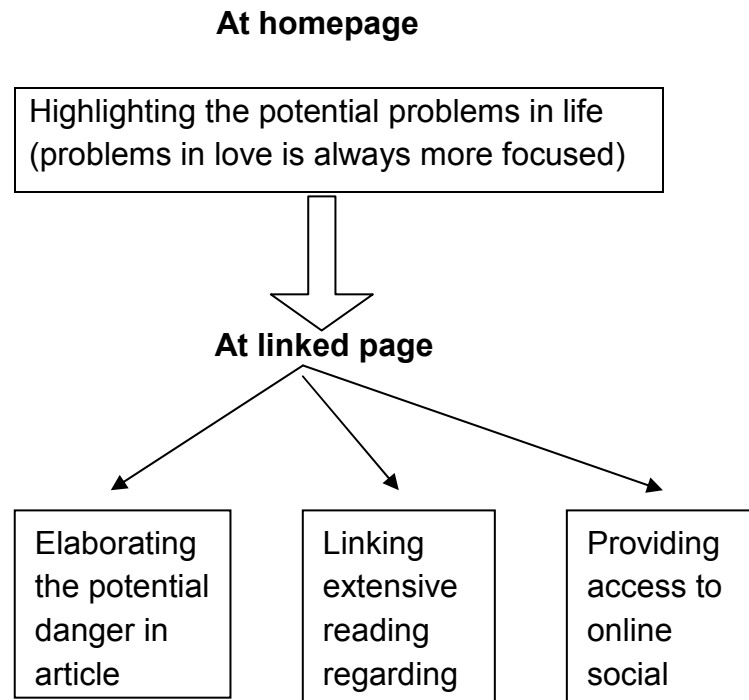 At homepage
Highlighting the potential problems in life
(problems in love is always more focused)
At linked page
Elaborating
the potential
danger in
article
Linking
extensive
reading
regarding
Providing
access to
online
social